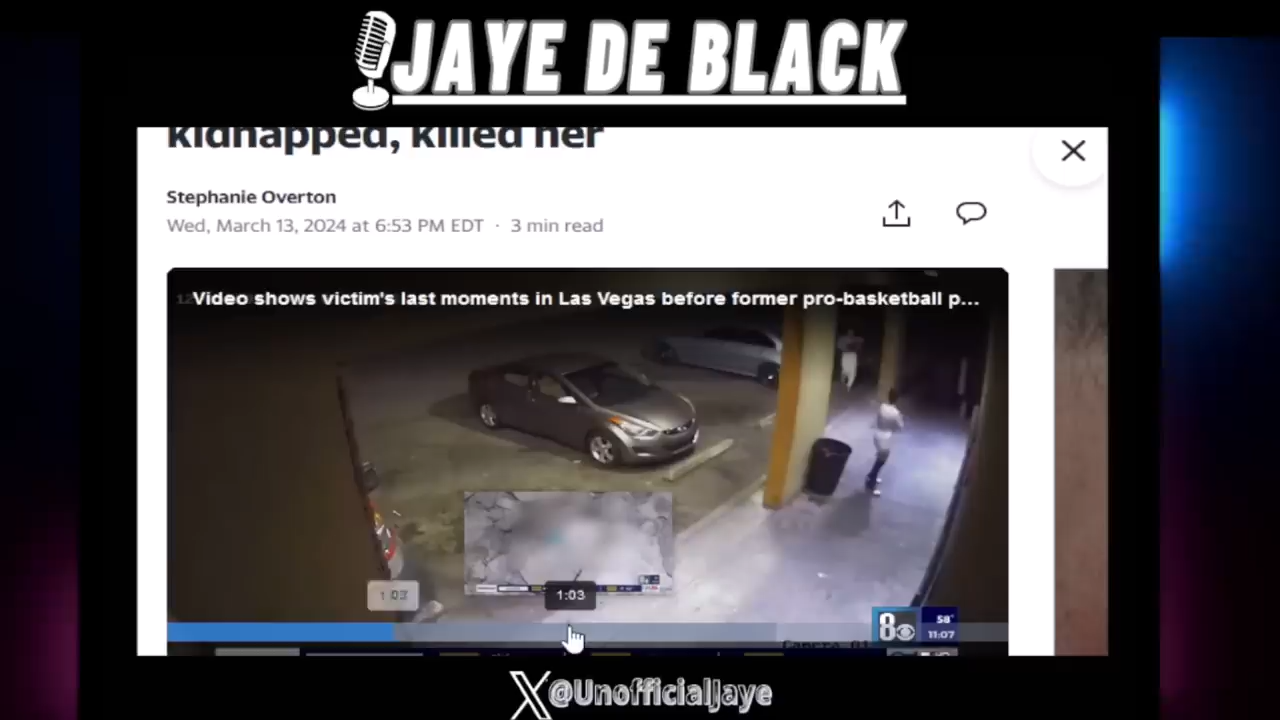 JAYE DE BLACK
kidnapped, killed her
Stephanie Overton
Wed, March 13, 2024 at 6:53 PM EDT · 3 min read
Video shows victim's last moments in Las Vegas before former pro-basketball p...
1:03
1:03
8
58°
11:07
Camera 01
X@UnofficialJaye